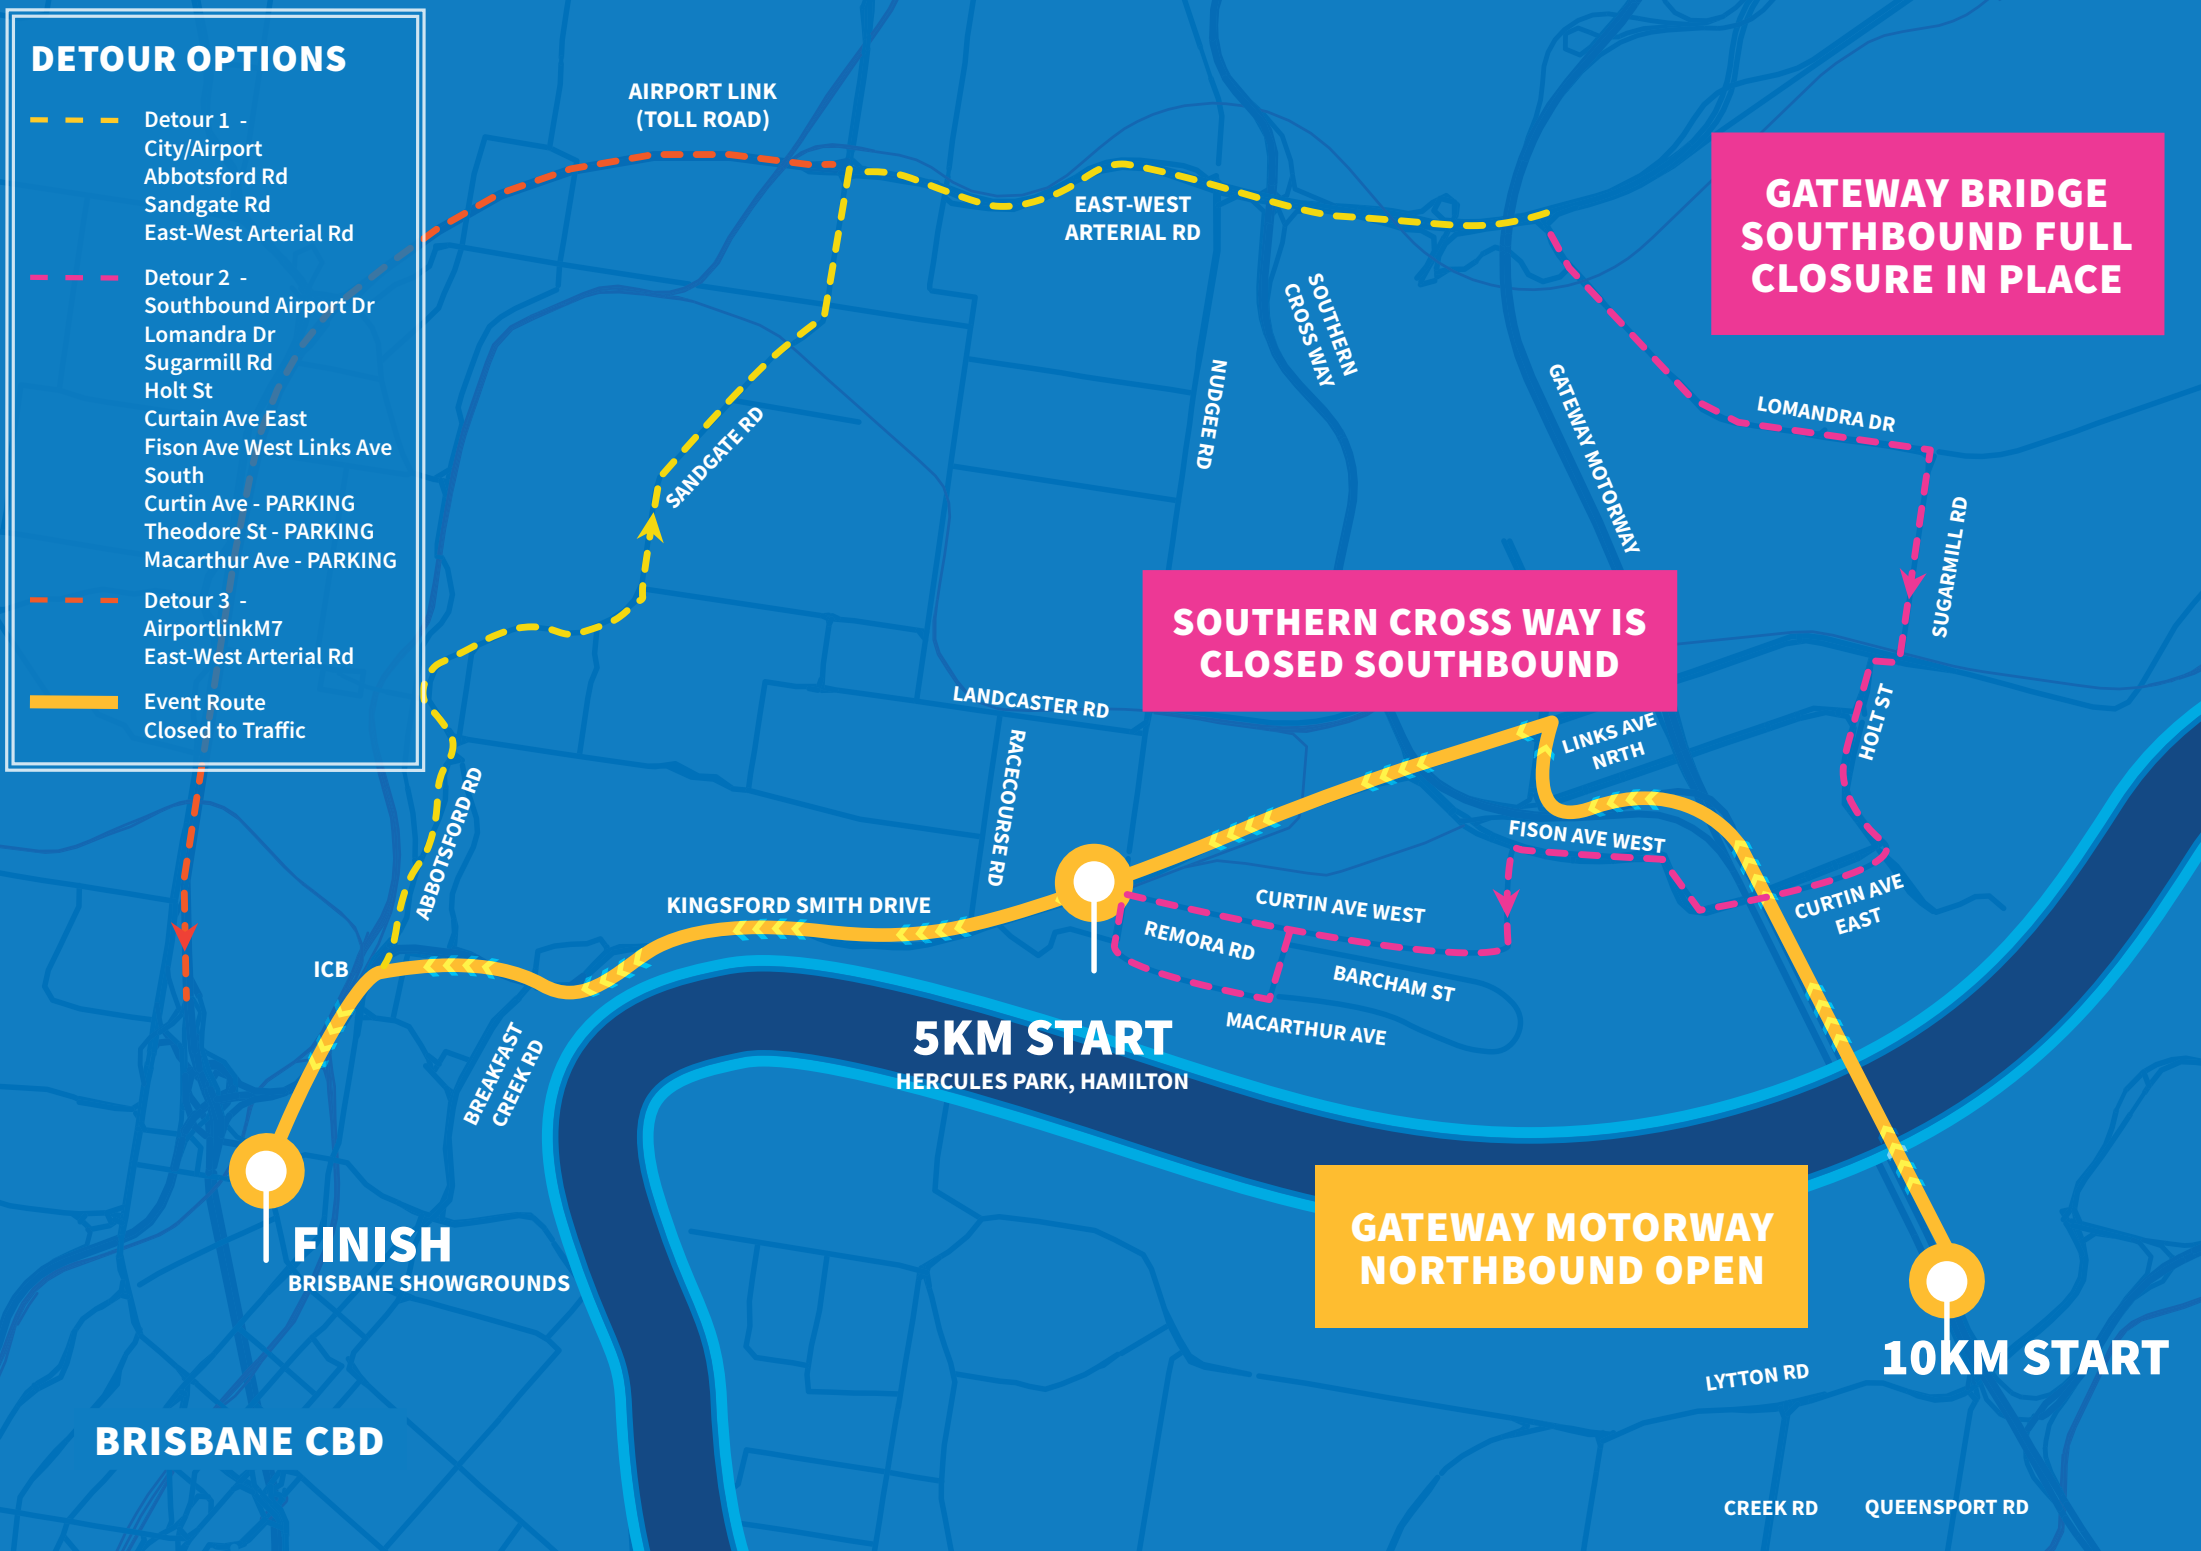 DETOUR OPTIONS
Detour 1 -
City/Airport
Abbotsford Rd
Sandgate Rd
East-West Arterial Rd
Detour 2 -
Southbound Airport Dr
Lomandra Dr
Sugarmill Rd
Holt St
Curtain Ave East
Fison Ave West Links Ave
South
Curtin Ave - PARKING
Theodore St - PARKING
Macarthur Ave - PARKING
Detour 3 -
AirportlinkM7
East-West Arterial Rd
Event Route
Closed to Traffic
AIRPORT LINK
(TOLL ROAD)
EAST-WEST
ARTERIAL RD
GATEWAY BRIDGE
SOUTHBOUND FULL
CLOSURE IN PLACE
SOUTHERN
CROSS WAY
NUDGEE RD
GATEWAY MOTORWAY
LOMANDRA DR
SANDGATE RD
SUGARMILL RD
SOUTHERN CROSS WAY IS
CLOSED SOUTHBOUND
LANDCASTER RD
RACECOURSE RD
LINKS AVE
NRTH
HOLT ST
ABBOTSFORD RD
FISON AVE WEST
KINGSFORD SMITH DRIVE
CURTIN AVE WEST
CURTIN AVE
EAST
REMORA RD
ICB
BARCHAM ST
MACARTHUR AVE
BREAKFAST
CREEK RD
5KM START
HERCULES PARK, HAMILTON
GATEWAY MOTORWAY
NORTHBOUND OPEN
FINISH
BRISBANE SHOWGROUNDS
10KM START
LYTTON RD
BRISBANE CBD
CREEK RD
QUEENSPORT RD